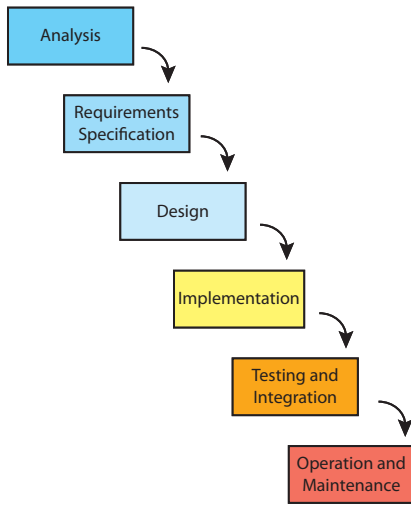 Analysis
Requirements
Specification
Design
Implementation
Testing and
Integration
Operation and
Maintenance